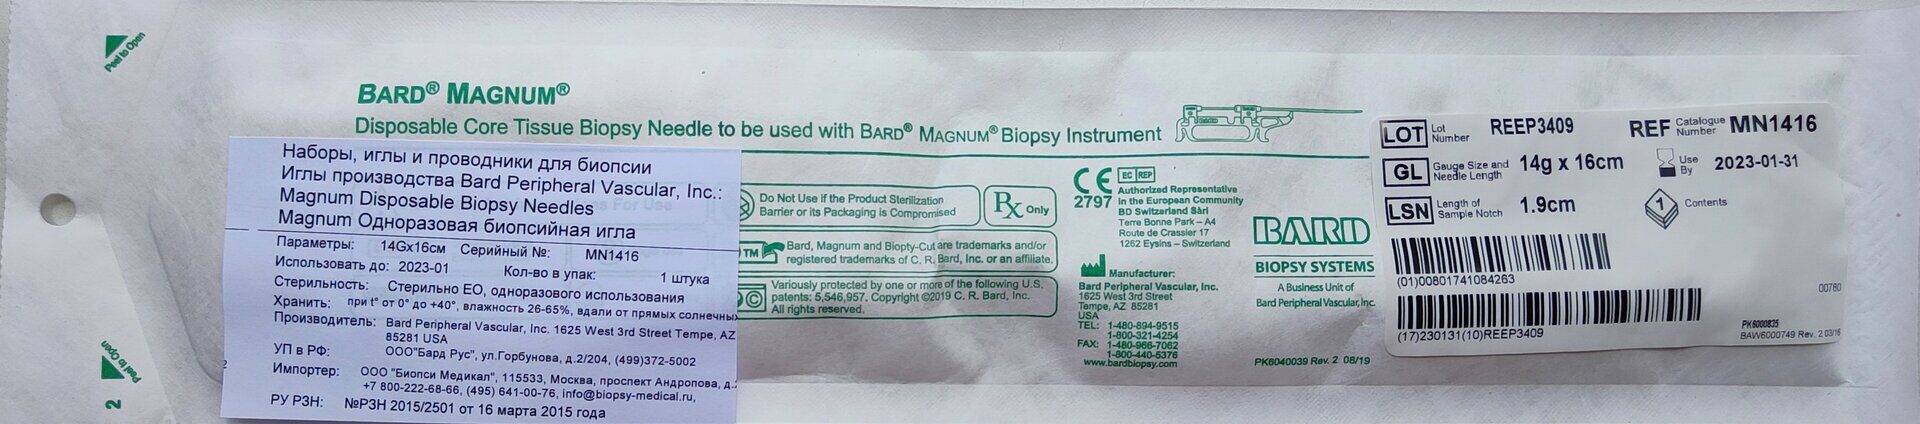 Peel to Open
BARD® MAGNUM®
Disposable Core Tissue Biopsy Needle to be used with BARD® MAGNUM® Biopsy Instrument
Наборы, иглы и проводники для биопсии
Иглы производства Bard Peripheral Vascular, Inc.:
Magnum Disposable Biopsy Needles
Magnum Одноразовая биопсийная игла
Параметры: 14Gx16см Серийный №: MN1416
Использовать до: 2023-01 Кол-во в упак: 1 штука
Стерильность: Стерильно ЕО, одноразового использования
Хранить: при t° от 0° до +40°, влажность 26-65%, вдали от прямых солнечных
Производитель: Bard Peripheral Vascular, Inc. 1625 West 3rd Street Tempe, AZ
85281 USA
УП в РФ: ООО"Бард Рус", ул.Горбунова, д.2/204, (499)372-5002
Импортер: ООО "Биопси Медикал", 115533, Москва, проспект Андропова, д.
+7 800-222-68-66, (495) 641-00-76, info@biopsy-medical.ru,
РУ РЗН: №РЗН 2015/2501 от 16 марта 2015 года
Do Not Use if the Product Sterilization
Barrier or its Packaging is Compromised
Rx Only
TM
Bard, Magnum and Biopty-Cut are trademarks and/or
registered trademarks of C. R. Bard, Inc. or an affiliate.
©
Variously protected by one or more of the following U.S.
patents: 5,546,957. Copyright ©2019 C. R. Bard, Inc.
All rights reserved.
CE
2797
EC REP
Authorized Representative
in the European Community
BD Switzerland Sàrl
Terre Bonne Park – A4
Route de Crassier 17
1262 Eysins – Switzerland
Manufacturer:
Bard Peripheral Vascular, Inc.
1625 West 3rd Street
Tempe, AZ 85281
USA
TEL: 1-480-894-9515
1-800-321-4254
FAX: 1-480-966-7062
1-800-440-5376
www.bardbiopsy.com
BARD
BIOPSY SYSTEMS
A Business Unit of
Bard Peripheral Vascular, Inc.
PK6040039 Rev. 2 08/19
LOT Lot Number REEP3409
REF Catalogue Number MN1416
GL Gauge Size and Needle Length 14g x 16cm
Use By 2023-01-31
LSN Length of Sample Notch 1.9cm
1 Contents
(01)00801741084263
00780
(17)230131(10)REEP3409
PK6000835
BAW6000749 Rev. 2 03/16
Peel to Open
2